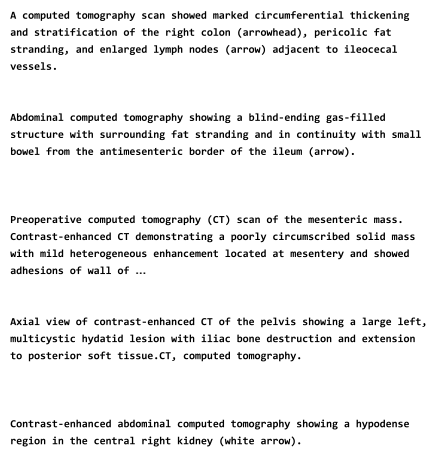 A computed tomography scan showed marked circumferential thickening
and stratification of the right colon (arrowhead), pericolic fat
stranding, and enlarged lymph nodes (arrow) adjacent to ileocecal
vessels.
Abdominal computed tomography showing a blind-ending gas-filled
structure with surrounding fat stranding and in continuity with small
bowel from the antimesenteric border of the ileum (arrow).
Preoperative computed tomography (CT) scan of the mesenteric mass.
Contrast-enhanced CT demonstrating a poorly circumscribed solid mass
with mild heterogeneous enhancement located at mesentery and showed
adhesions of wall of …
Axial view of contrast-enhanced CT of the pelvis showing a large left,
multicystic hydatid lesion with iliac bone destruction and extension
to posterior soft tissue.CT, computed tomography.
Contrast-enhanced abdominal computed tomography showing a hypodense
region in the central right kidney (white arrow).